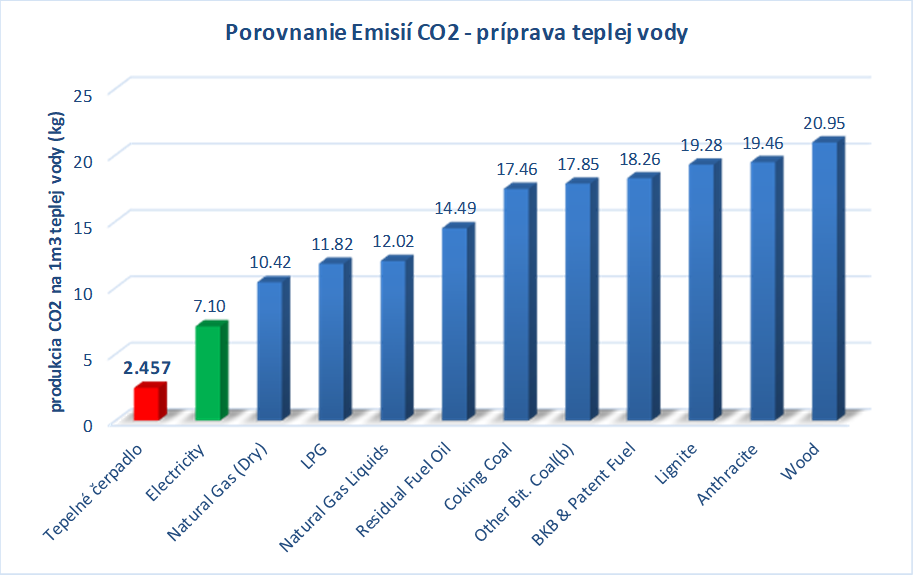 Porovnanie Emisií CO2 - príprava teplej vody
produkcia CO2 na 1m3 teplej vody (kg)
25
20
15
10
5
0
2.457
7.10
10.42
11.82
12.02
14.49
17.46
17.85
18.26
19.28
19.46
20.95
Tepelné čerpadlo
Electricity
Natural Gas (Dry)
LPG
Natural Gas Liquids
Residual Fuel Oil
Coking Coal
Other Bit. Coal(b)
BKB & Patent Fuel
Lignite
Anthracite
Wood